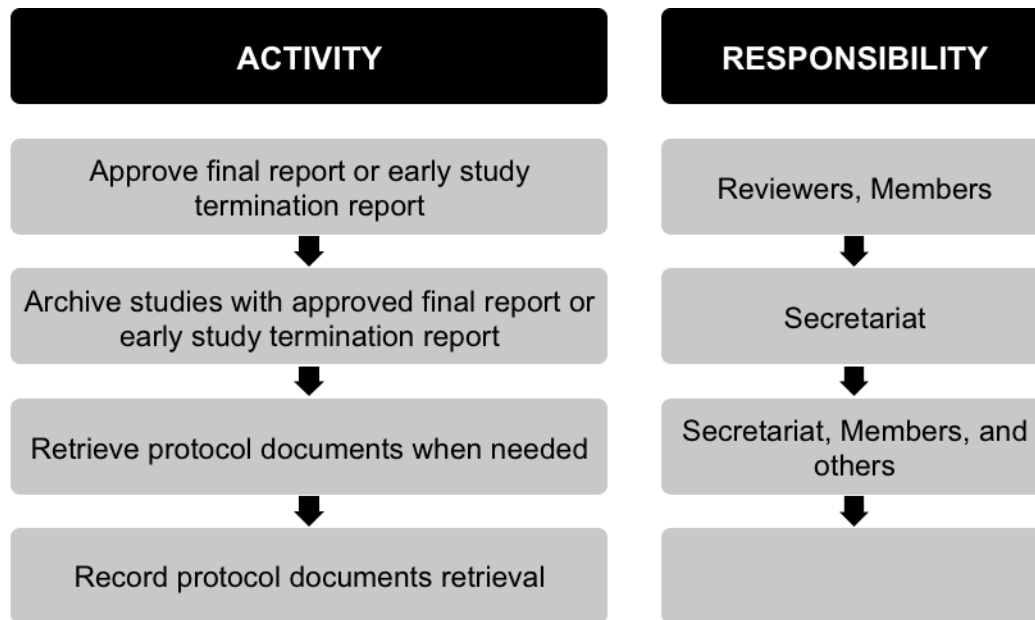 ACTIVITY
RESPONSIBILITY
Approve final report or early study
termination report
Reviewers, Members
Archive studies with approved final report or
early study termination report
Secretariat
Retrieve protocol documents when needed
Secretariat, Members, and
others
Record protocol documents retrieval